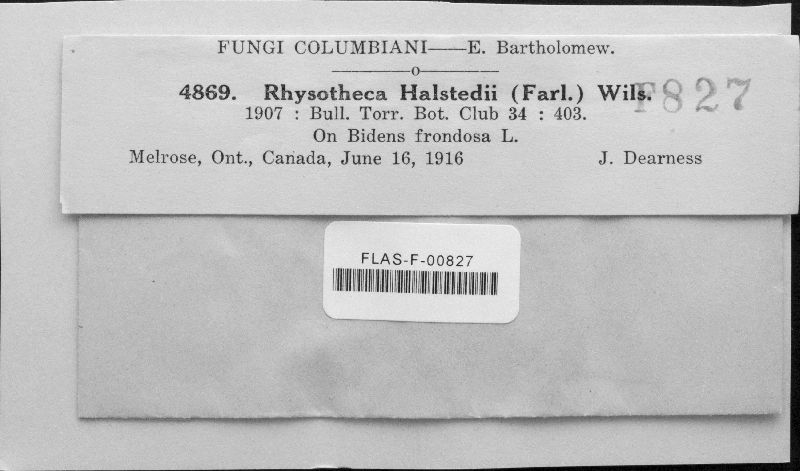 FUNGI COLUMBIANI——E. Bartholomew.
———o———
4869. Rhysotheca Halstedii (Farl.) Wils.
F827
1907 : Bull. Torr. Bot. Club 34 : 403.
On Bidens frondosa L.
Melrose, Ont., Canada, June 16, 1916 J. Dearness
FLAS-F-00827